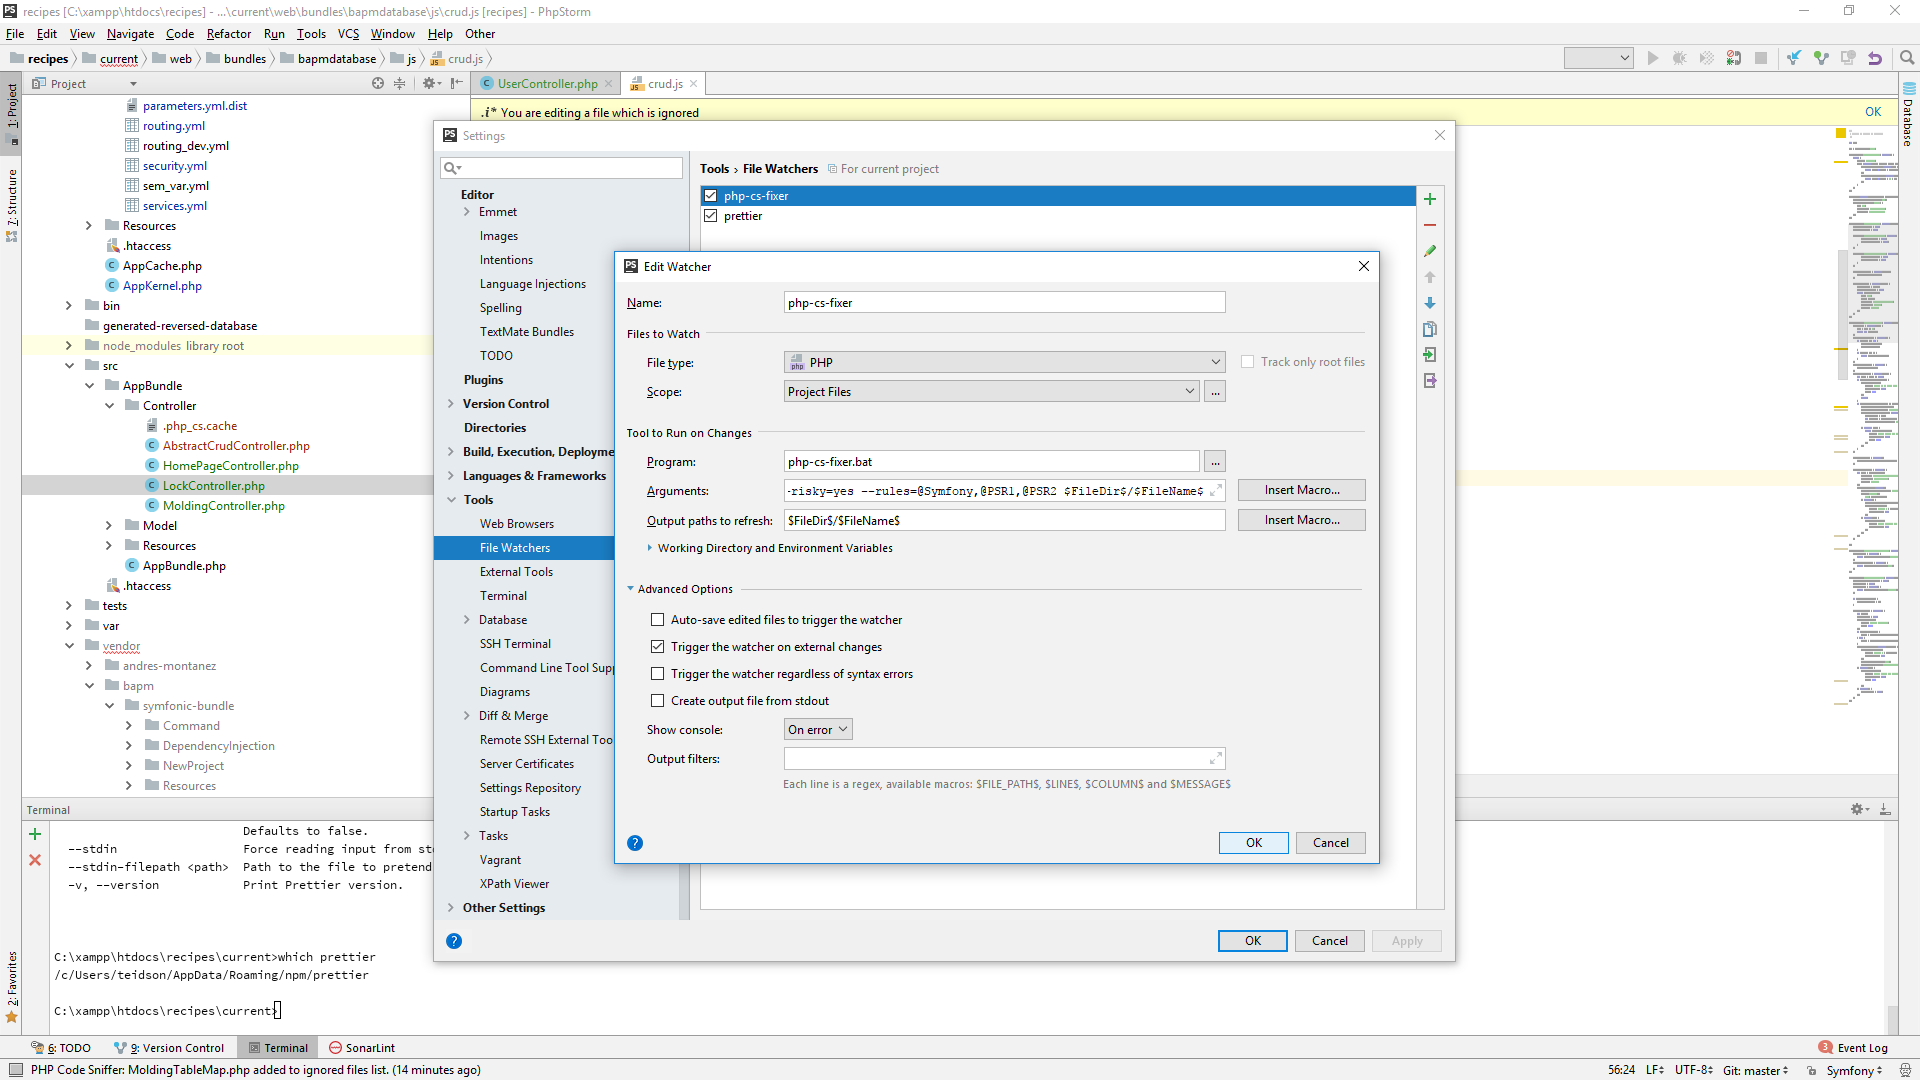 recipes [C:\xampp\htdocs\recipes] - ...\current\web\bundles\bapmdatabase\js\crud.js [recipes] - PhpStorm
File Edit View Navigate Code Refactor Run Tools VCS Window Help Other
recipes current web bundles bapmdatabase js crud.js
Project
UserController.php crud.js
i* You are editing a file which is ignored OK
1: Project
7: Structure
2: Favorites
Database
parameters.yml.dist
routing.yml
routing_dev.yml
security.yml
sem_var.yml
services.yml
Resources
.htaccess
AppCache.php
AppKernel.php
bin
generated-reversed-database
node_modules library root
src
AppBundle
Controller
.php_cs.cache
AbstractCrudController.php
HomePageController.php
LockController.php
MoldingController.php
Model
Resources
AppBundle.php
.htaccess
tests
var
vendor
andres-montanez
bapm
symfonic-bundle
Command
DependencyInjection
NewProject
Resources
Settings
Editor
Emmet
Images
Intentions
Language Injections
Spelling
TextMate Bundles
TODO
Plugins
Version Control
Directories
Build, Execution, Deployme
Languages & Frameworks
Tools
Web Browsers
File Watchers
External Tools
Terminal
Database
SSH Terminal
Command Line Tool Supp
Diagrams
Diff & Merge
Remote SSH External Too
Server Certificates
Settings Repository
Startup Tasks
Tasks
Vagrant
XPath Viewer
Other Settings
Tools › File Watchers For current project
php-cs-fixer
prettier
Edit Watcher
Name: php-cs-fixer
Files to Watch
File type: PHP Track only root files
Scope: Project Files ...
Tool to Run on Changes
Program: php-cs-fixer.bat ...
Arguments: -risky=yes --rules=@Symfony,@PSR1,@PSR2 $FileDir$/$FileName$ Insert Macro...
Output paths to refresh: $FileDir$/$FileName$ Insert Macro...
Working Directory and Environment Variables
Advanced Options
Auto-save edited files to trigger the watcher
Trigger the watcher on external changes
Trigger the watcher regardless of syntax errors
Create output file from stdout
Show console: On error
Output filters:
Each line is a regex, available macros: $FILE_PATH$, $LINE$, $COLUMN$ and $MESSAGE$
? OK Cancel
? OK Cancel Apply
Terminal
Defaults to false.
--stdin Force reading input from st
--stdin-filepath <path> Path to the file to pretend
-v, --version Print Prettier version.
C:\xampp\htdocs\recipes\current>which prettier
/c/Users/teidson/AppData/Roaming/npm/prettier
C:\xampp\htdocs\recipes\current>
6: TODO 9: Version Control Terminal SonarLint 3 Event Log
PHP Code Sniffer: MoldingTableMap.php added to ignored files list. (14 minutes ago) 56:24 LF UTF-8 Git: master Symfony